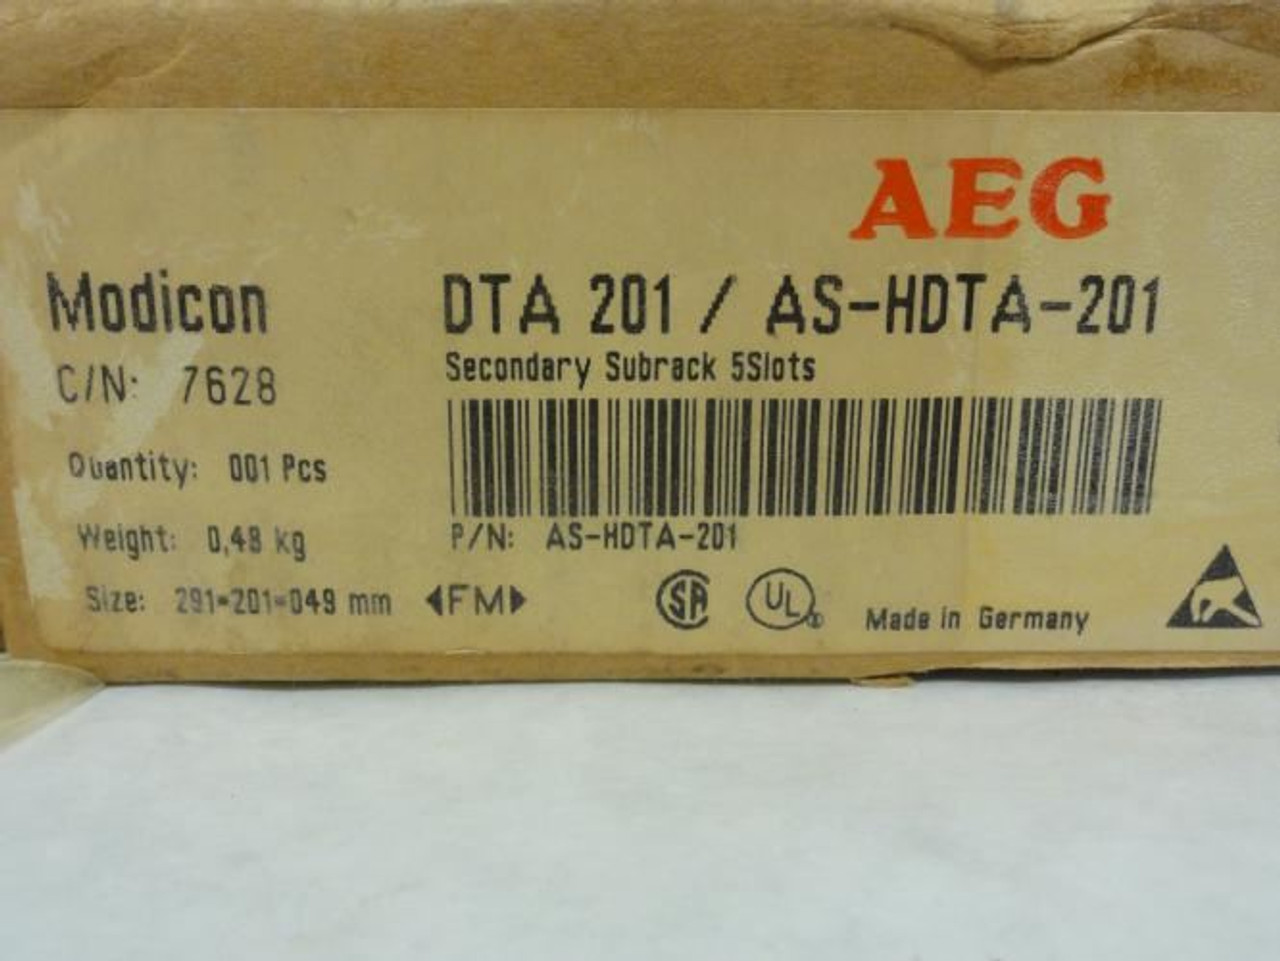 AEG
Modicon
DTA 201 / AS-HDTA-201
Secondary Subrack 5Slots
C/N: 7628
Quantity: 001 Pcs
Weight: 0,48 kg
P/N: AS-HDTA-201
Size: 291*201*049 mm
FM
SA
UL
Made in Germany